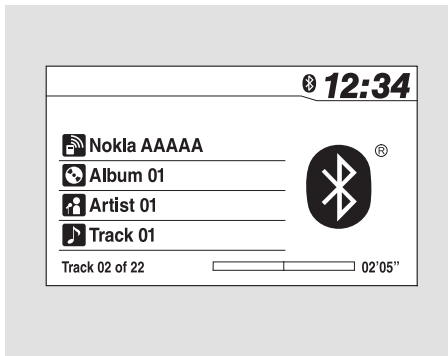 12:34
Nokla AAAAA
®
Album 01
Artist 01
Track 01
Track 02 of 22 02’05”